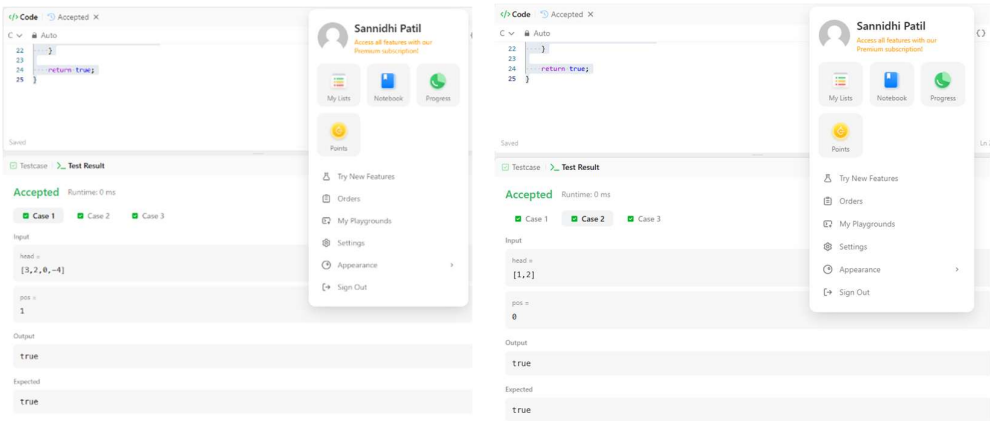 </> Code Accepted ×
C Auto
22 }
23
24 return true;
25 }
Saved
Testcase >_ Test Result
Accepted Runtime: 0 ms
Case 1 Case 2 Case 3
Input
head =
[3,2,0,-4]
pos =
1
Output
true
Expected
true
Sannidhi Patil
Access all features with our
Premium subscription!
My Lists Notebook Progress
Points
Try New Features
Orders
My Playgrounds
Settings
Appearance >
Sign Out
</> Code Accepted ×
C Auto {}
22 }
23
24 return true;
25 }
Saved Ln
Testcase >_ Test Result
Accepted Runtime: 0 ms
Case 1 Case 2 Case 3
Input
head =
[1,2]
pos =
0
Output
true
Expected
true
Sannidhi Patil
Access all features with our
Premium subscription!
My Lists Notebook Progress
Points
Try New Features
Orders
My Playgrounds
Settings
Appearance >
Sign Out